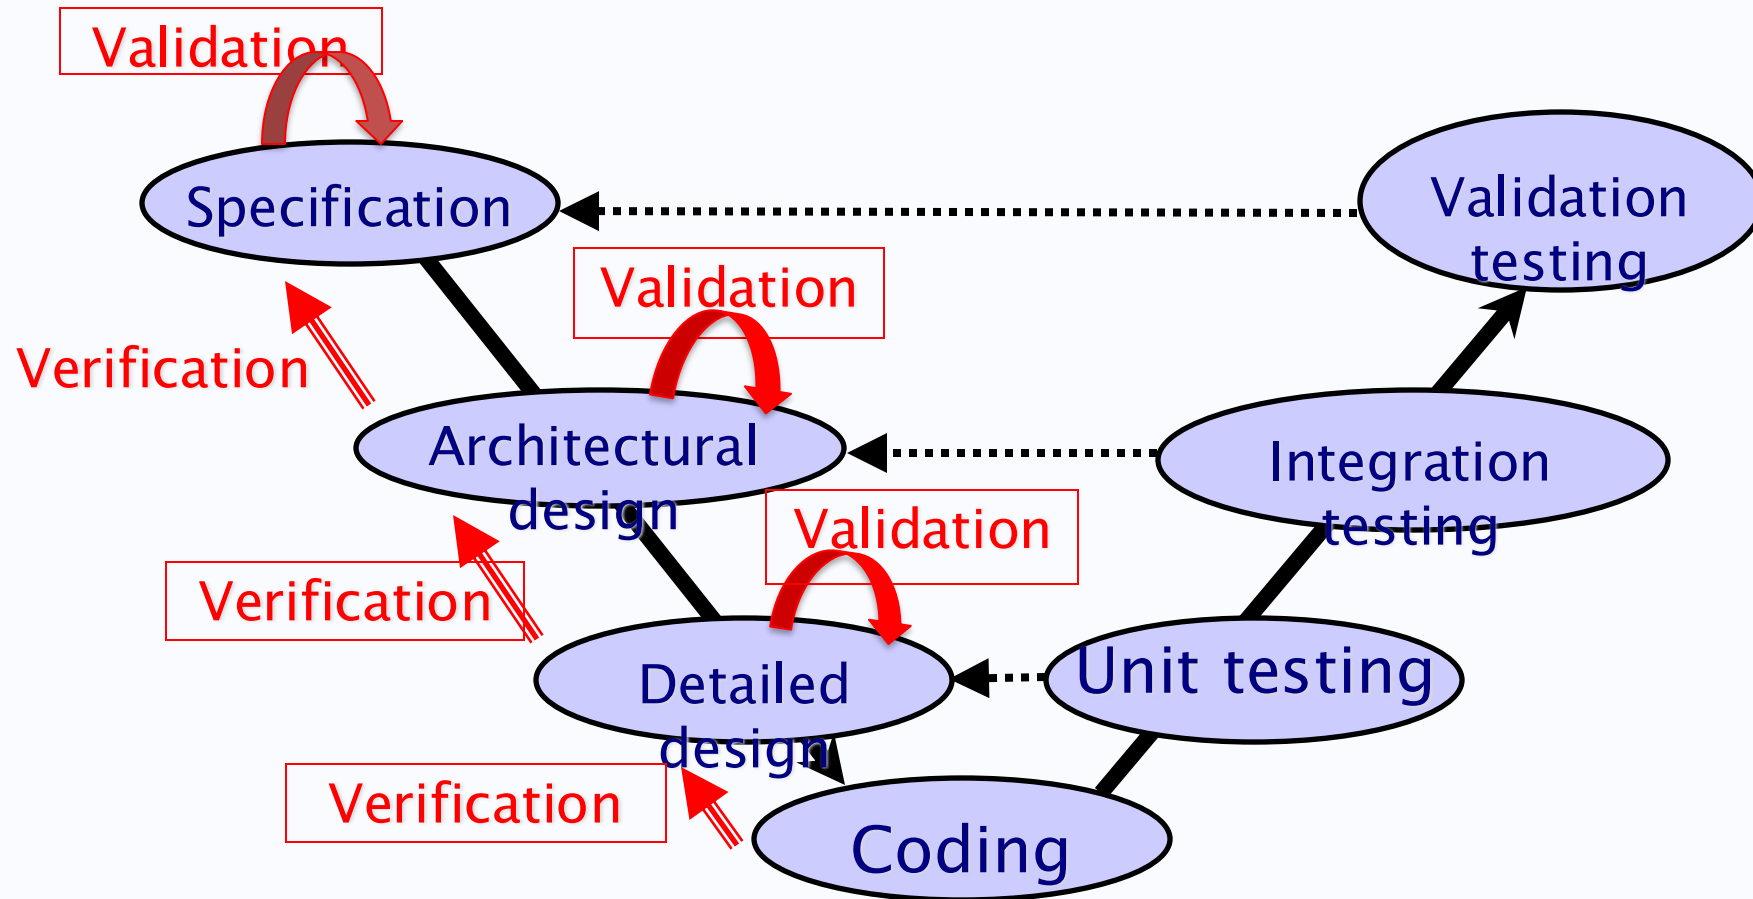 Validation
Specification
Validation
testing
Validation
Verification
Architectural
design
Integration
testing
Validation
Verification
Detailed
design
Unit testing
Verification
Coding